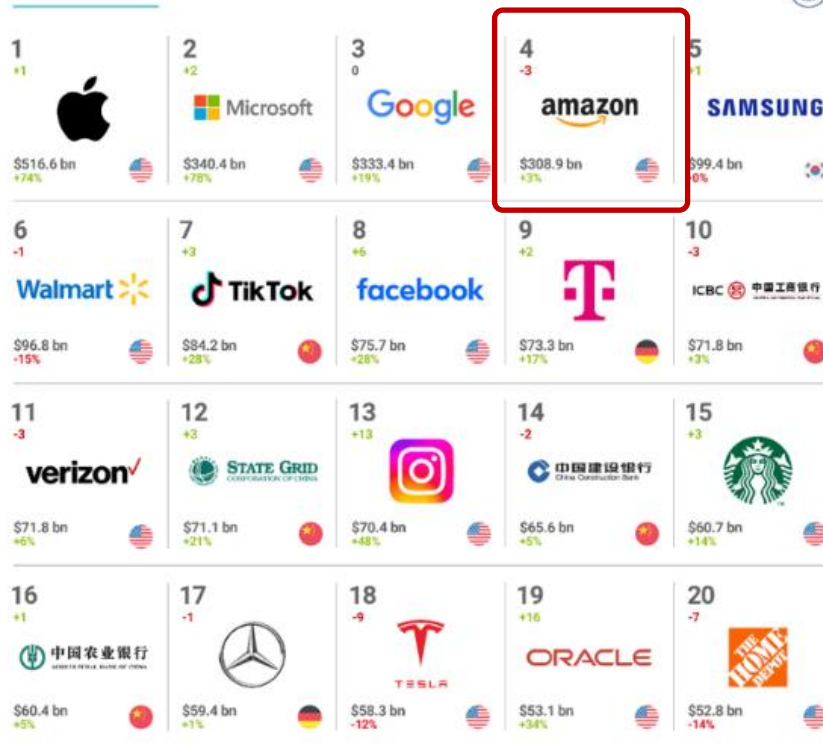 1
+1
$516.6 bn
+74%
2
+2
Microsoft
$340.4 bn
+78%
3
0
Google
$333.4 bn
+19%
4
-3
amazon
$308.9 bn
+3%
5
+1
SAMSUNG
$99.4 bn
-0%
6
-1
Walmart
$96.8 bn
-15%
7
+3
TikTok
$84.2 bn
+28%
8
+6
facebook
$75.7 bn
+28%
9
+2
T
$73.3 bn
+17%
10
-3
ICBC 中国工商银行
$71.8 bn
+3%
11
-3
verizon
$71.8 bn
+6%
12
+3
STATE GRID
CORPORATION OF CHINA
$71.1 bn
+21%
13
+13
$70.4 bn
+48%
14
-2
中国建设银行
China Construction Bank
$65.6 bn
+5%
15
+3
$60.7 bn
+14%
16
+1
中国农业银行
AGRICULTURAL BANK OF CHINA
$60.4 bn
+5%
17
-1
$59.4 bn
+1%
18
-9
TESLA
$58.3 bn
-12%
19
+16
ORACLE
$53.1 bn
+34%
20
-7
THE
HOME
DEPOT
$52.8 bn
-14%